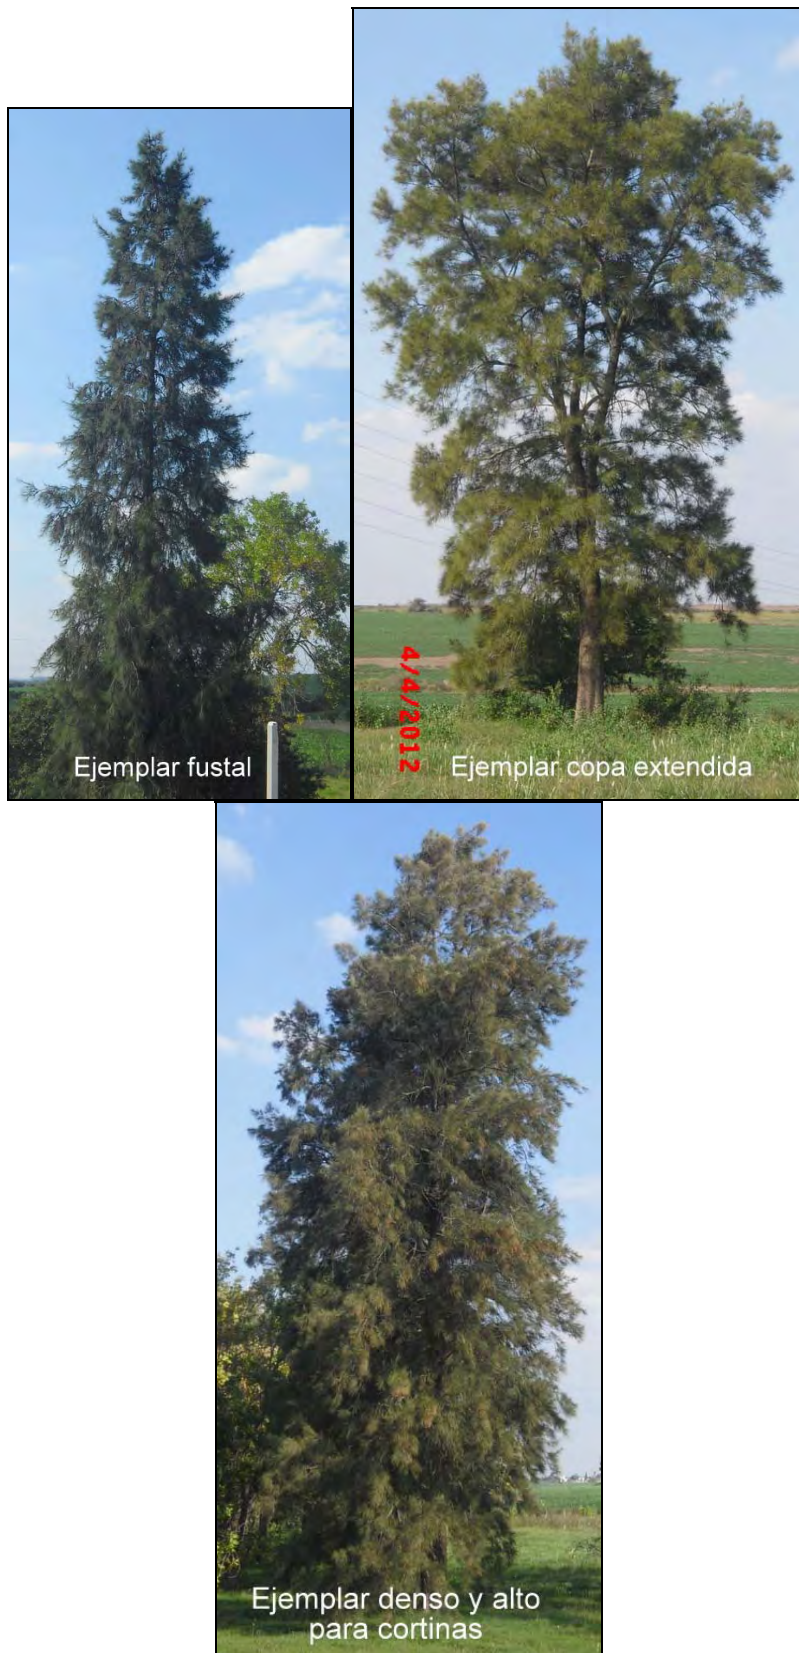 Ejemplar fustal
4/4/2012
Ejemplar copa extendida
Ejemplar denso y alto
para cortinas